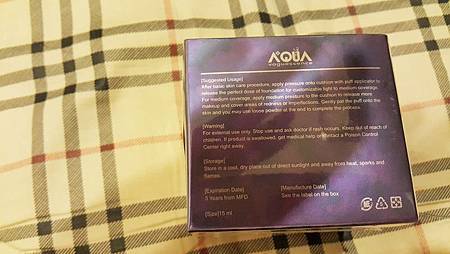 AQUA
voguessence
[Suggested Usage]
After basic skin care procedure, apply pressure onto cushion with puff applicator to
release the perfect dose of foundation for customizable light to medium coverage.
For medium coverage, apply medium pressure to the cushion to release more
makeup and cover areas of redness or imperfections. Gently pat the puff onto the
skin and you may use loose powder at the end to complete the process.
[Warning]
For external use only. Stop use and ask doctor if rash occurs. Keep out of reach of
children. If product is swallowed, get medical help or contact a Poison Control
Center right away.
[Storage]
Store in a cool, dry place out of direct sunlight and away from heat, sparks and
flames.
[Expiration Date] [Manufacture Date]
5 Years from MFD See the label on the box
[Size]15 ml